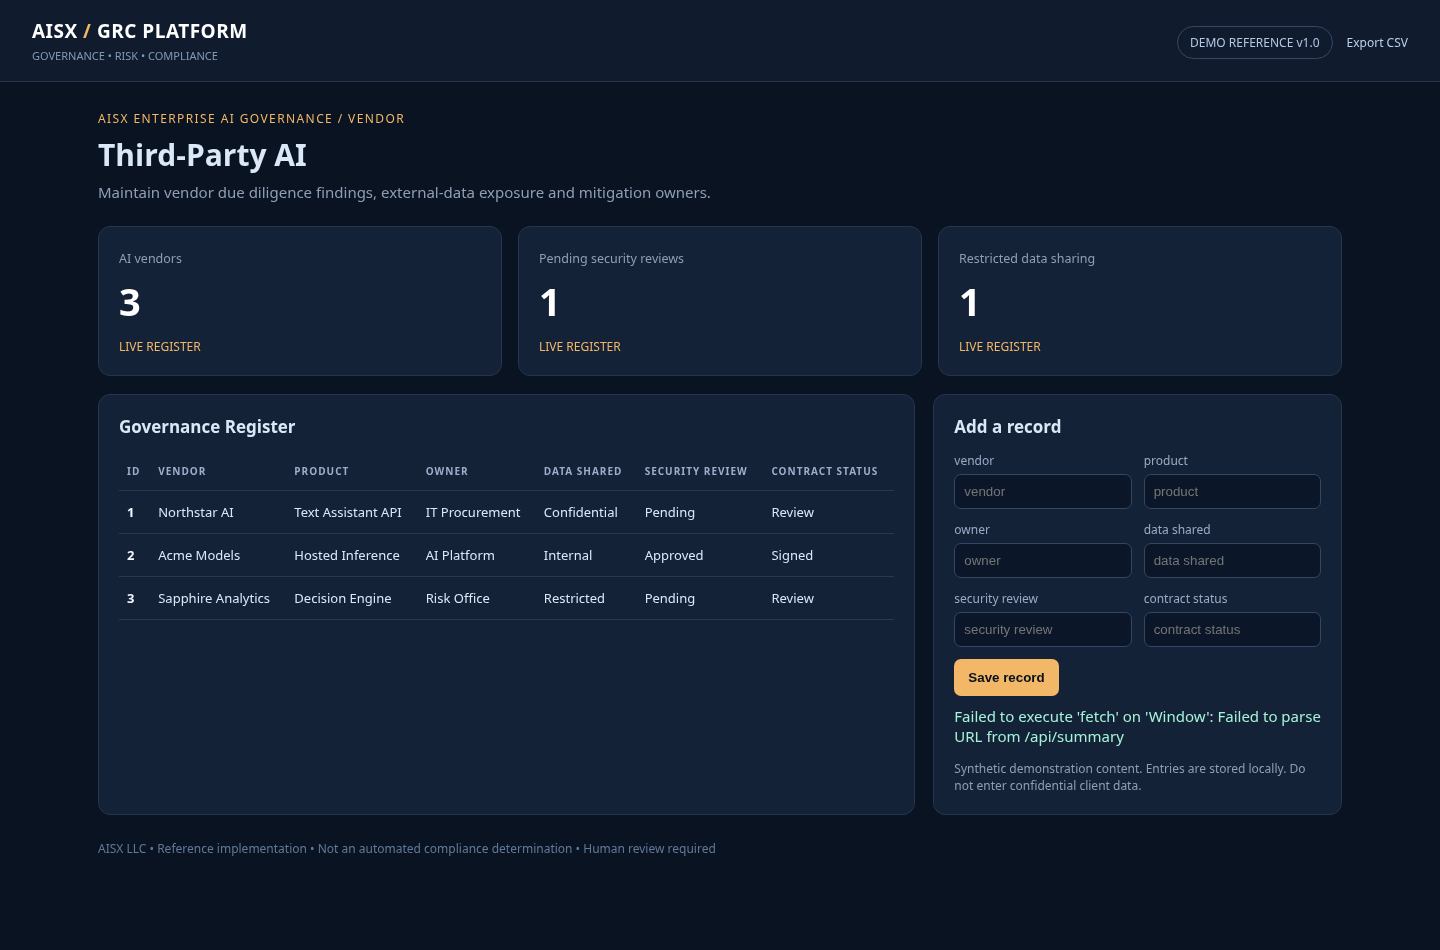 AISX / GRC PLATFORM
GOVERNANCE • RISK • COMPLIANCE
DEMO REFERENCE v1.0
Export CSV
AISX ENTERPRISE AI GOVERNANCE / VENDOR
Third-Party AI
Maintain vendor due diligence findings, external-data exposure and mitigation owners.
AI vendors
3
LIVE REGISTER
Pending security reviews
1
LIVE REGISTER
Restricted data sharing
1
LIVE REGISTER
Governance Register
ID VENDOR PRODUCT OWNER DATA SHARED SECURITY REVIEW CONTRACT STATUS
1 Northstar AI Text Assistant API IT Procurement Confidential Pending Review
2 Acme Models Hosted Inference AI Platform Internal Approved Signed
3 Sapphire Analytics Decision Engine Risk Office Restricted Pending Review
Add a record
vendor product
vendor product
owner data shared
owner data shared
security review contract status
security review contract status
Save record
Failed to execute 'fetch' on 'Window': Failed to parse
URL from /api/summary
Synthetic demonstration content. Entries are stored locally. Do
not enter confidential client data.
AISX LLC • Reference implementation • Not an automated compliance determination • Human review required